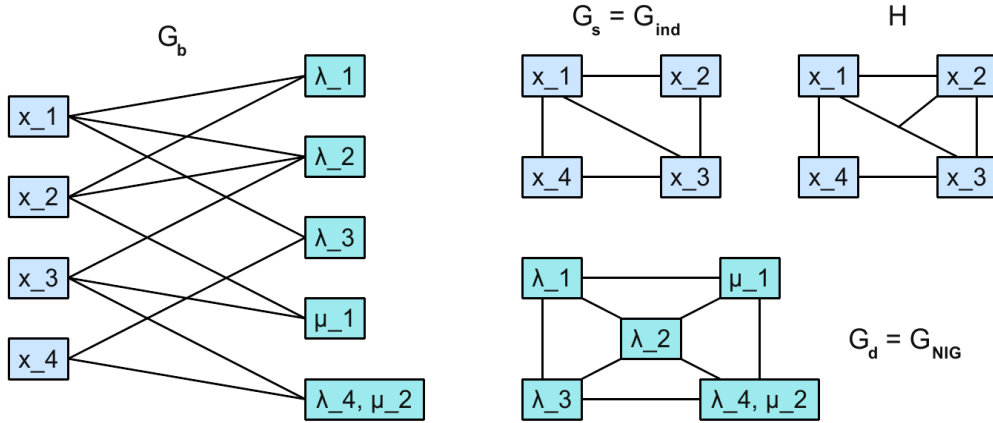 G_b
x_1
x_2
x_3
x_4
λ_1
λ_2
λ_3
μ_1
λ_4, μ_2
G_s = G_ind
x_1 x_2
x_4 x_3
H
x_1 x_2
x_4 x_3
λ_1 μ_1
λ_2
λ_3 λ_4, μ_2
G_d = G_NIG